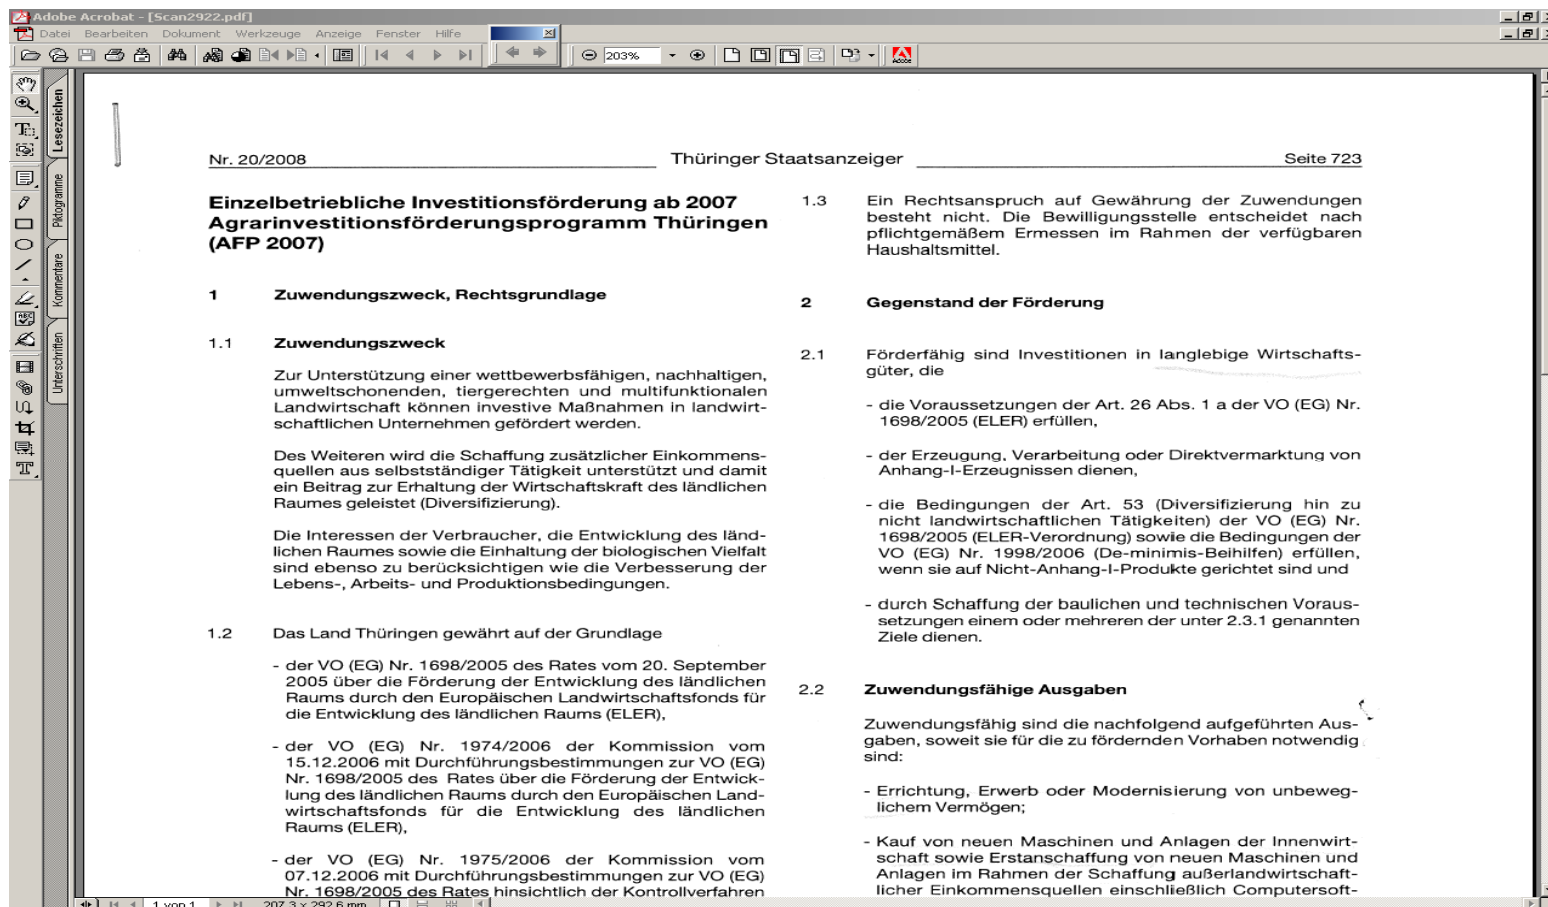 Adobe Acrobat - [Scan2922.pdf]
Datei Bearbeiten Dokument Werkzeuge Anzeige Fenster Hilfe
203%
Adobe
Lesezeichen
Piktogramme
Kommentare
Unterschriften
Nr. 20/2008 Thüringer Staatsanzeiger Seite 723
Einzelbetriebliche Investitionsförderung ab 2007
Agrarinvestitionsförderungsprogramm Thüringen
(AFP 2007)
1 Zuwendungszweck, Rechtsgrundlage
1.1 Zuwendungszweck
Zur Unterstützung einer wettbewerbsfähigen, nachhaltigen,
umweltschonenden, tiergerechten und multifunktionalen
Landwirtschaft können investive Maßnahmen in landwirt-
schaftlichen Unternehmen gefördert werden.
Des Weiteren wird die Schaffung zusätzlicher Einkommens-
quellen aus selbstständiger Tätigkeit unterstützt und damit
ein Beitrag zur Erhaltung der Wirtschaftskraft des ländlichen
Raumes geleistet (Diversifizierung).
Die Interessen der Verbraucher, die Entwicklung des länd-
lichen Raumes sowie die Einhaltung der biologischen Vielfalt
sind ebenso zu berücksichtigen wie die Verbesserung der
Lebens-, Arbeits- und Produktionsbedingungen.
1.2 Das Land Thüringen gewährt auf der Grundlage
- der VO (EG) Nr. 1698/2005 des Rates vom 20. September
2005 über die Förderung der Entwicklung des ländlichen
Raums durch den Europäischen Landwirtschaftsfonds für
die Entwicklung des ländlichen Raums (ELER),
- der VO (EG) Nr. 1974/2006 der Kommission vom
15.12.2006 mit Durchführungsbestimmungen zur VO (EG)
Nr. 1698/2005 des Rates über die Förderung der Entwick-
lung des ländlichen Raums durch den Europäischen Land-
wirtschaftsfonds für die Entwicklung des ländlichen
Raums (ELER),
- der VO (EG) Nr. 1975/2006 der Kommission vom
07.12.2006 mit Durchführungsbestimmungen zur VO (EG)
Nr. 1698/2005 des Rates hinsichtlich der Kontrollverfahren
1.3 Ein Rechtsanspruch auf Gewährung der Zuwendungen
besteht nicht. Die Bewilligungsstelle entscheidet nach
pflichtgemäßem Ermessen im Rahmen der verfügbaren
Haushaltsmittel.
2 Gegenstand der Förderung
2.1 Förderfähig sind Investitionen in langlebige Wirtschafts-
güter, die
- die Voraussetzungen der Art. 26 Abs. 1 a der VO (EG) Nr.
1698/2005 (ELER) erfüllen,
- der Erzeugung, Verarbeitung oder Direktvermarktung von
Anhang-I-Erzeugnissen dienen,
- die Bedingungen der Art. 53 (Diversifizierung hin zu
nicht landwirtschaftlichen Tätigkeiten) der VO (EG) Nr.
1698/2005 (ELER-Verordnung) sowie die Bedingungen der
VO (EG) Nr. 1998/2006 (De-minimis-Beihilfen) erfüllen,
wenn sie auf Nicht-Anhang-I-Produkte gerichtet sind und
- durch Schaffung der baulichen und technischen Voraus-
setzungen einem oder mehreren der unter 2.3.1 genannten
Ziele dienen.
2.2 Zuwendungsfähige Ausgaben
Zuwendungsfähig sind die nachfolgend aufgeführten Aus-
gaben, soweit sie für die zu fördernden Vorhaben notwendig
sind:
- Errichtung, Erwerb oder Modernisierung von unbeweg-
lichem Vermögen;
- Kauf von neuen Maschinen und Anlagen der Innenwirt-
schaft sowie Erstanschaffung von neuen Maschinen und
Anlagen im Rahmen der Schaffung außerlandwirtschaft-
licher Einkommensquellen einschließlich Computersoft-
1 von 1 207,3 x 292,6 mm